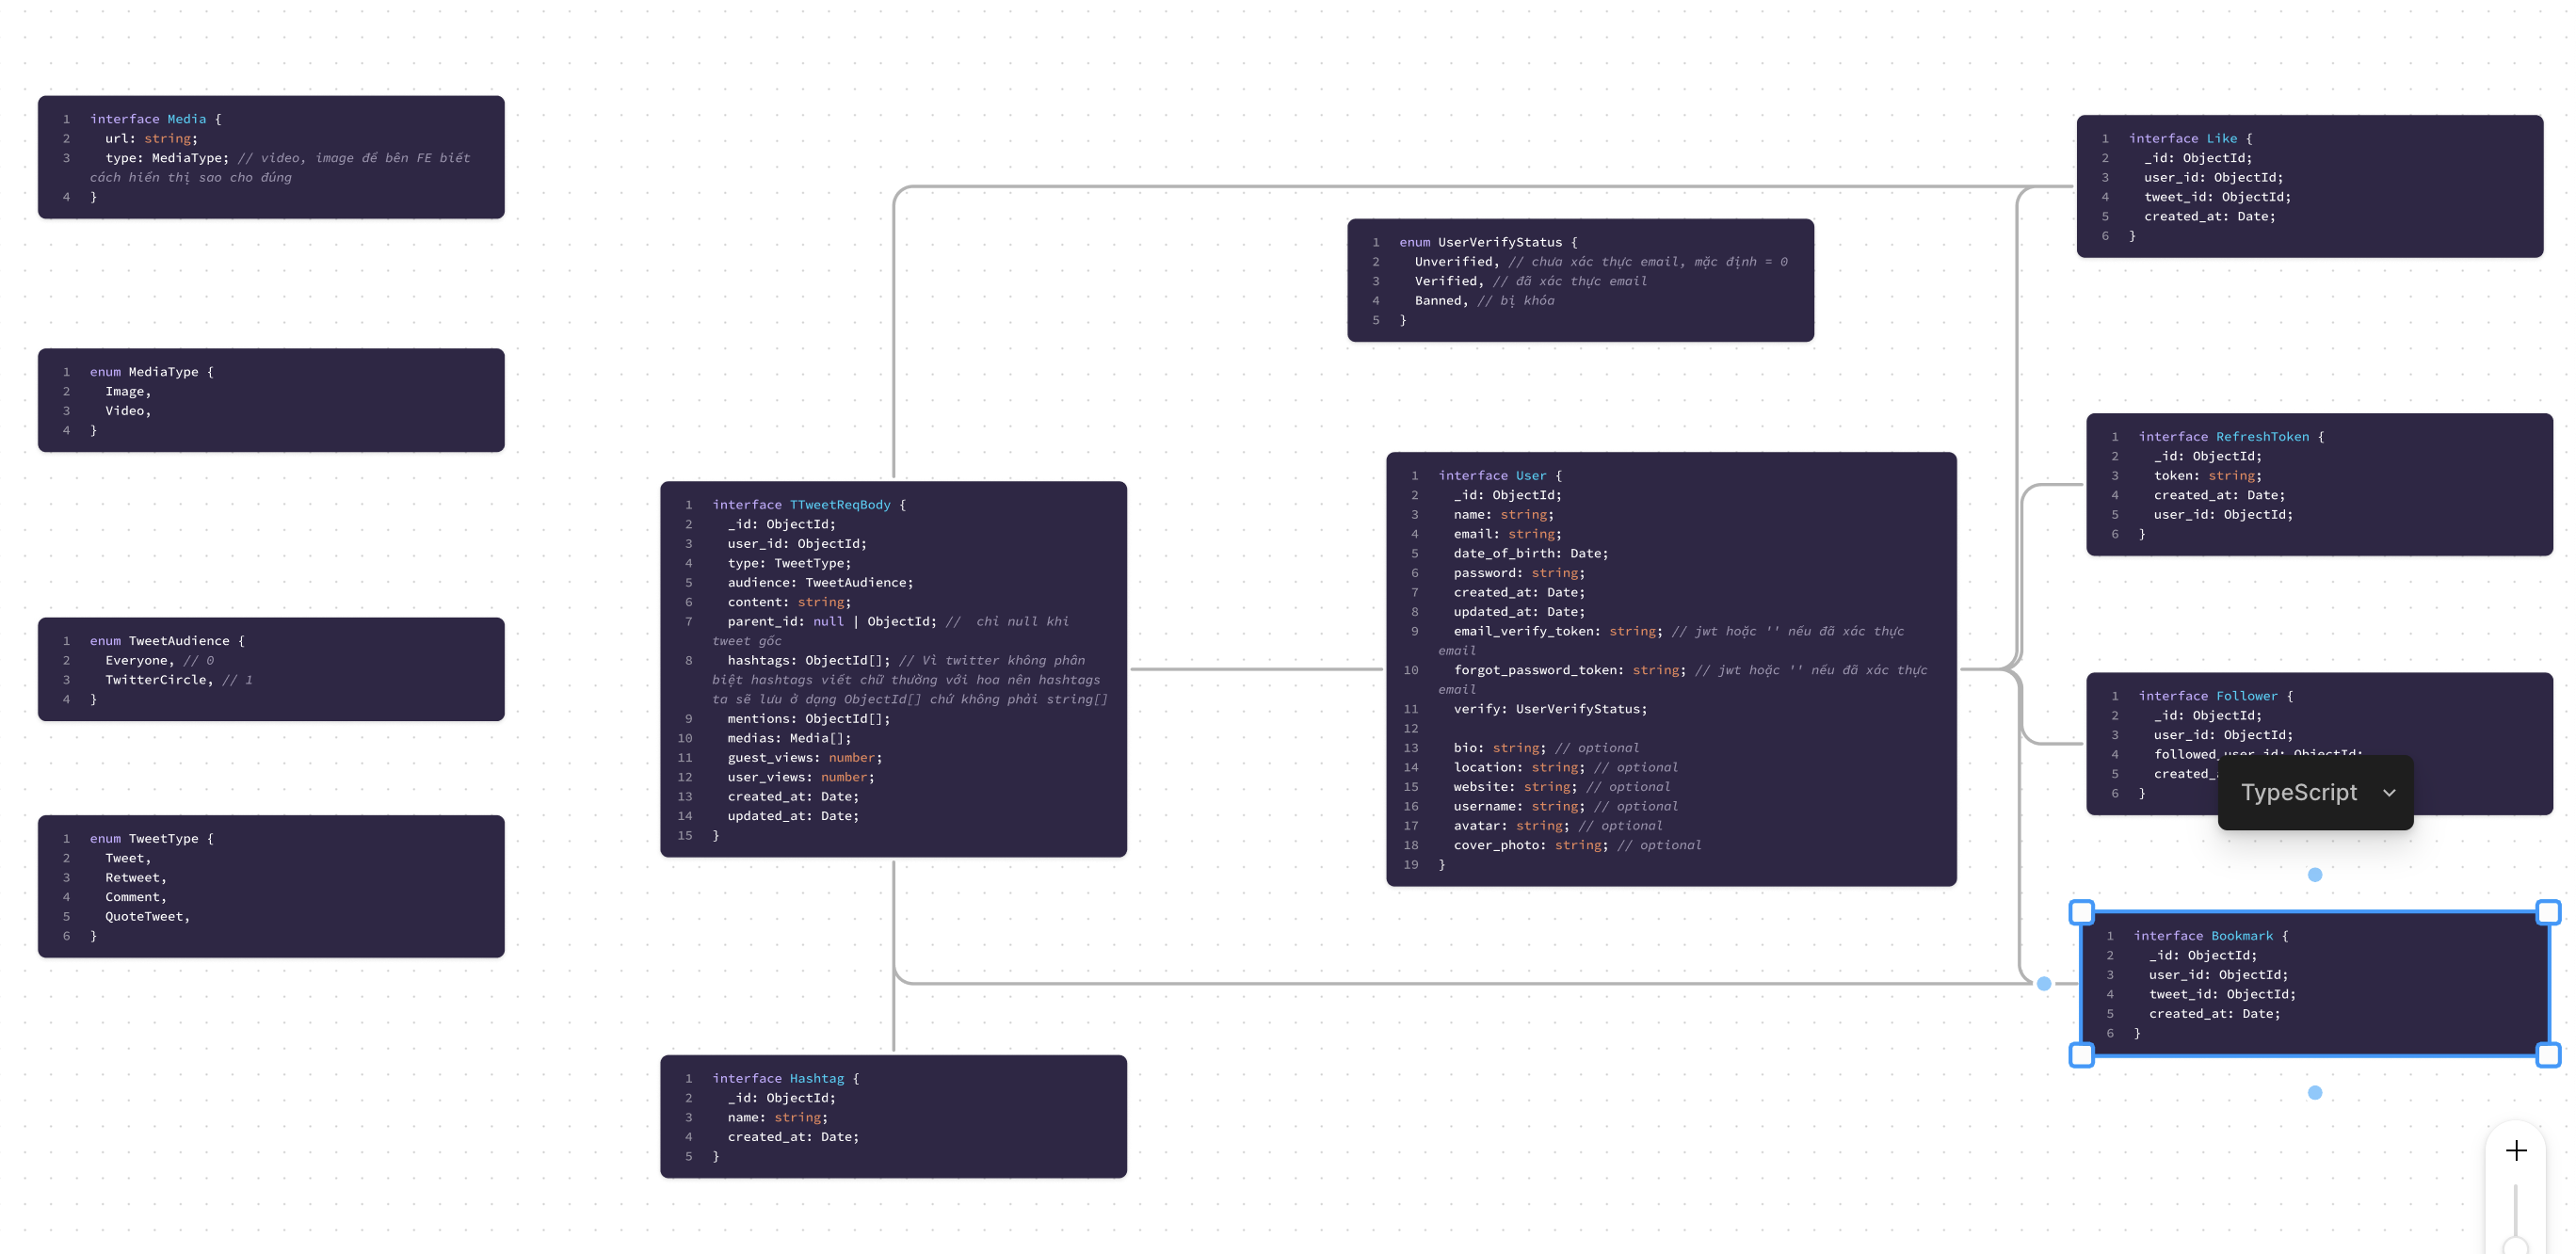 1 interface Media {
2 url: string;
3 type: MediaType; // video, image để bên FE biết
cách hiển thị sao cho đúng
4 }
1 enum MediaType {
2 Image,
3 Video,
4 }
1 enum TweetAudience {
2 Everyone, // 0
3 TwitterCircle, // 1
4 }
1 enum TweetType {
2 Tweet,
3 Retweet,
4 Comment,
5 QuoteTweet,
6 }
1 interface TTweetReqBody {
2 _id: ObjectId;
3 user_id: ObjectId;
4 type: TweetType;
5 audience: TweetAudience;
6 content: string;
7 parent_id: null | ObjectId; //  chỉ null khi
tweet gốc
8 hashtags: ObjectId[]; // Vì twitter không phân
biệt hashtags viết chữ thường với hoa nên hashtags
ta sẽ lưu ở dạng ObjectId[] chứ không phải string[]
9 mentions: ObjectId[];
10 medias: Media[];
11 guest_views: number;
12 user_views: number;
13 created_at: Date;
14 updated_at: Date;
15 }
1 interface Hashtag {
2 _id: ObjectId;
3 name: string;
4 created_at: Date;
5 }
1 enum UserVerifyStatus {
2 Unverified, // chưa xác thực email, mặc định = 0
3 Verified, // đã xác thực email
4 Banned, // bị khóa
5 }
1 interface User {
2 _id: ObjectId;
3 name: string;
4 email: string;
5 date_of_birth: Date;
6 password: string;
7 created_at: Date;
8 updated_at: Date;
9 email_verify_token: string; // jwt hoặc '' nếu đã xác thực
email
10 forgot_password_token: string; // jwt hoặc '' nếu đã xác thực
email
11 verify: UserVerifyStatus;
12
13 bio: string; // optional
14 location: string; // optional
15 website: string; // optional
16 username: string; // optional
17 avatar: string; // optional
18 cover_photo: string; // optional
19 }
1 interface Like {
2 _id: ObjectId;
3 user_id: ObjectId;
4 tweet_id: ObjectId;
5 created_at: Date;
6 }
1 interface RefreshToken {
2 _id: ObjectId;
3 token: string;
4 created_at: Date;
5 user_id: ObjectId;
6 }
1 interface Follower {
2 _id: ObjectId;
3 user_id: ObjectId;
4 followed_user_id: ObjectId;
5 created_
6 }
TypeScript
1 interface Bookmark {
2 _id: ObjectId;
3 user_id: ObjectId;
4 tweet_id: ObjectId;
5 created_at: Date;
6 }